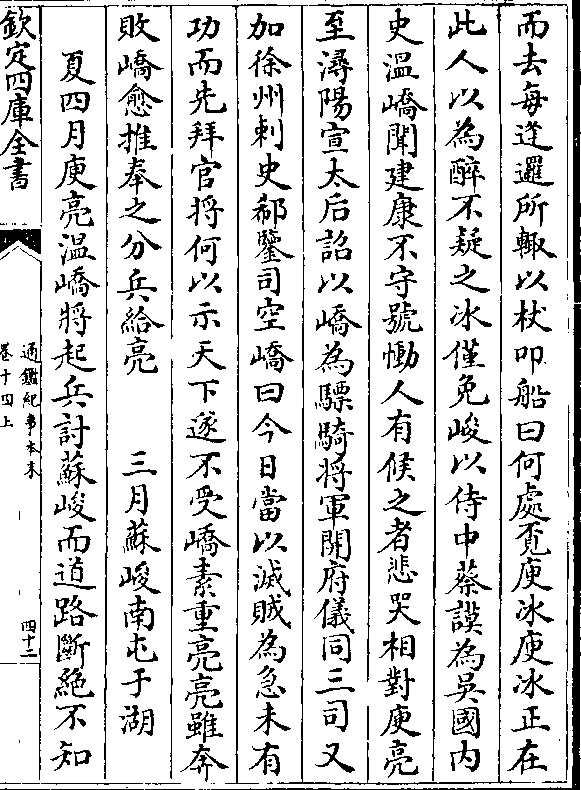 而去每逢邏所輙以杖叩船曰何處覔庾冰庾冰正在
此人以為醉不疑之冰僅免峻以侍中蔡謨為吳國内
史温嶠聞建康不守號慟人有候之者悲哭相對庾亮
至潯陽宣太后詔以嶠為驃騎將軍開府儀同三司又
加徐州刺史郗鑒司空嶠曰今日當以滅賊為急未有
功而先拜官將何以示天下遂不受嶠素重亮亮雖奔
敗嶠愈推奉之分兵給亮　三月蘇峻南屯于湖
夏四月庾亮温嶠將起兵討蘇峻而道路斷絶不知
欽定四庫全書
通鑑紀事本末
卷十四上
四十二